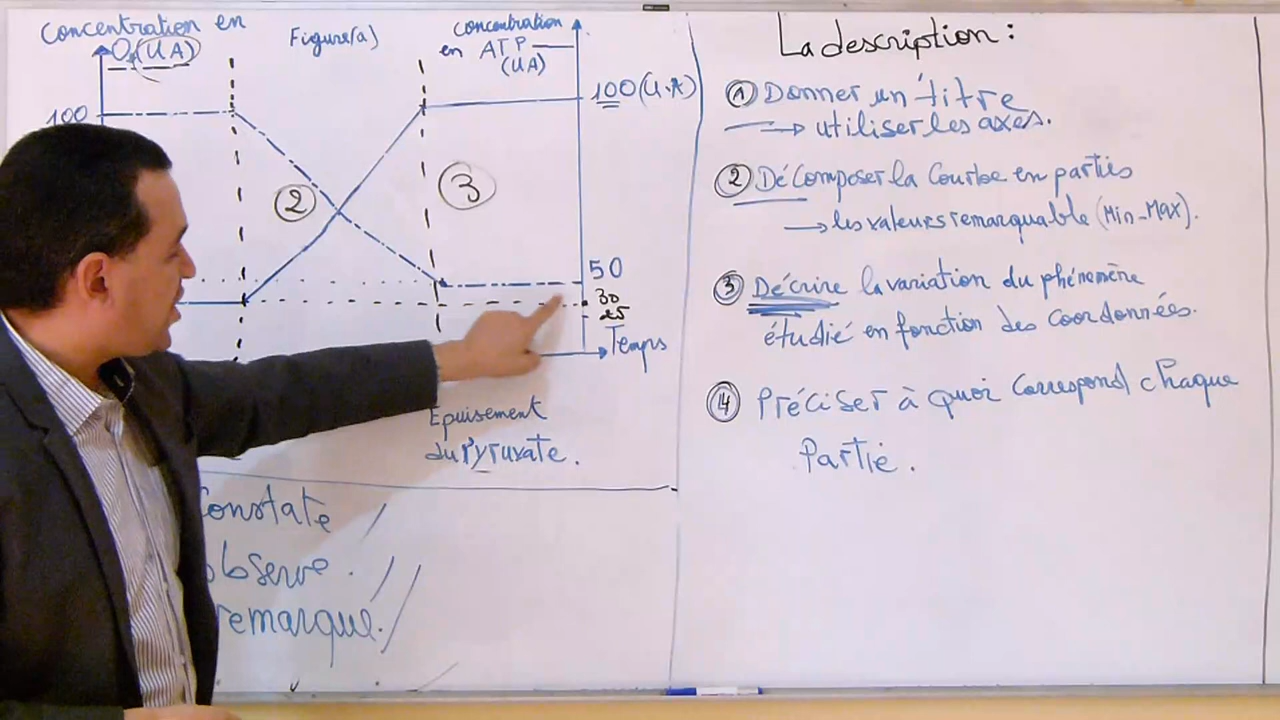 Concentration en
O₂(UA)
Figure(a)
concentration
en ATP
(UA)
100
100(U.A)
2
3
50
30
25
Temps
Epuisement
du Pyruvate.
Constate
observe.
remarque.
La description :
1 Donner un titre
→ utiliser les axes.
2 Décomposer la courbe en parties
→ les valeurs remarquable (Min-Max).
3 Décrire la variation du phénemène
étudié en fonction des coordonnées.
4 Préciser à quoi correspond chaque
Partie.